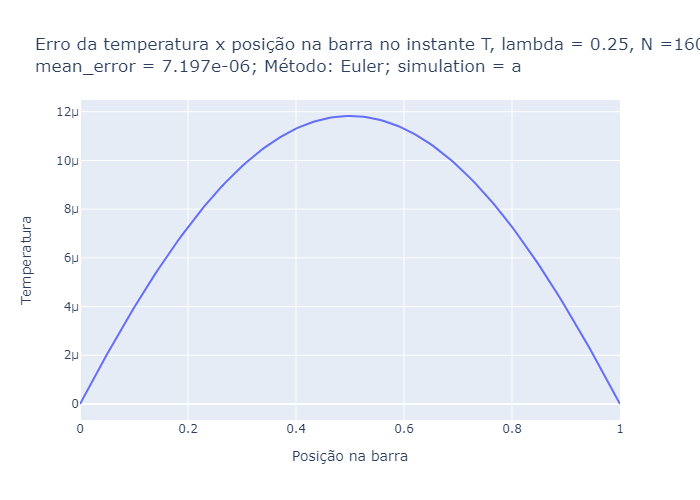 Erro da temperatura x posição na barra no instante T, lambda = 0.25, N =160
mean_error = 7.197e-06; Método: Euler; simulation = a
12μ
10μ
8μ
6μ
4μ
2μ
0
Temperatura
0
0.2
0.4
0.6
0.8
1
Posição na barra